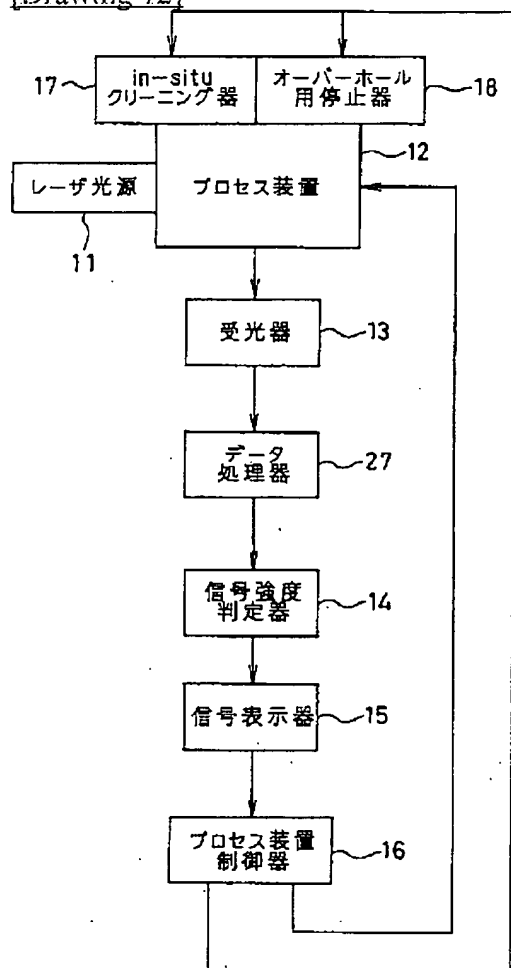 [Drawing 12]
17
in-situ
クリーニング器
オーバーホール
用停止器
18
12
レーザ光源
プロセス装置
11
受光器
13
データ
処理器
27
信号強度
判定器
14
信号表示器
15
プロセス装置
制御器
16